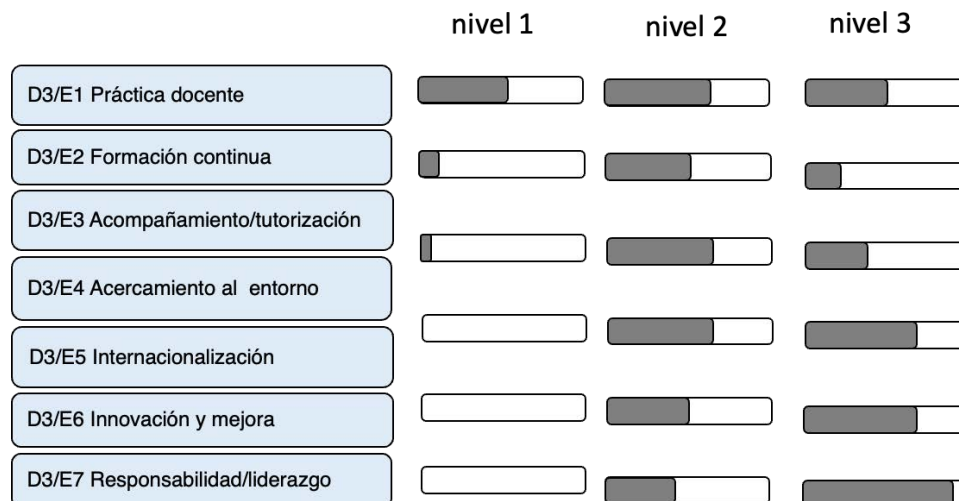 nivel 1
nivel 2
nivel 3
D3/E1 Práctica docente
D3/E2 Formación continua
D3/E3 Acompañamiento/tutorización
D3/E4 Acercamiento al entorno
D3/E5 Internacionalización
D3/E6 Innovación y mejora
D3/E7 Responsabilidad/liderazgo